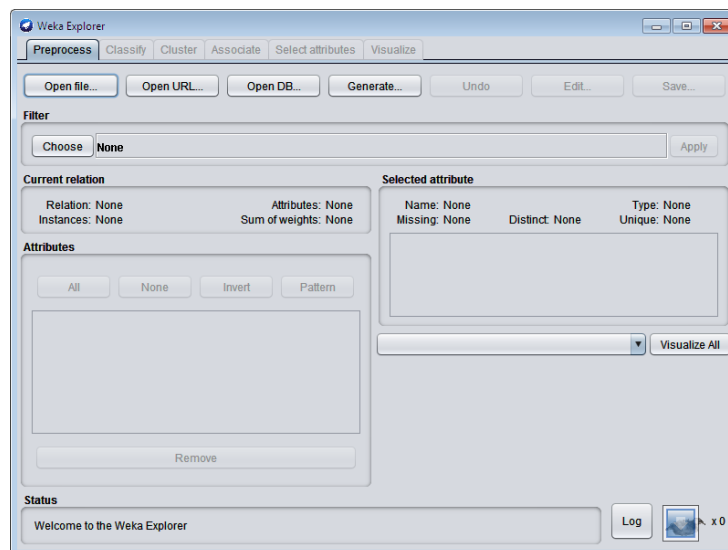 Weka Explorer
Preprocess Classify Cluster Associate Select attributes Visualize
Open file... Open URL... Open DB... Generate... Undo Edit... Save...
Filter
Choose None Apply
Current relation
Relation: None Attributes: None
Instances: None Sum of weights: None
Selected attribute
Name: None Type: None
Missing: None Distinct: None Unique: None
Attributes
All None Invert Pattern
Remove
Visualize All
Status
Welcome to the Weka Explorer
Log x 0